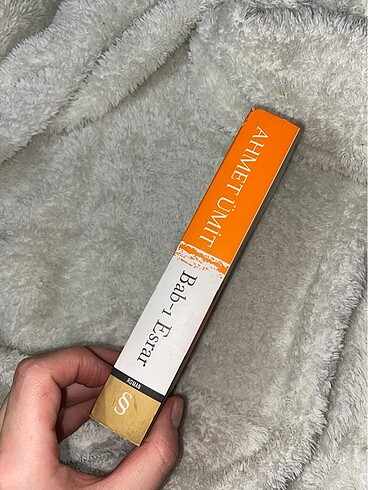 AHMET ÜMİT
Bab-ı Esrar
ROMAN